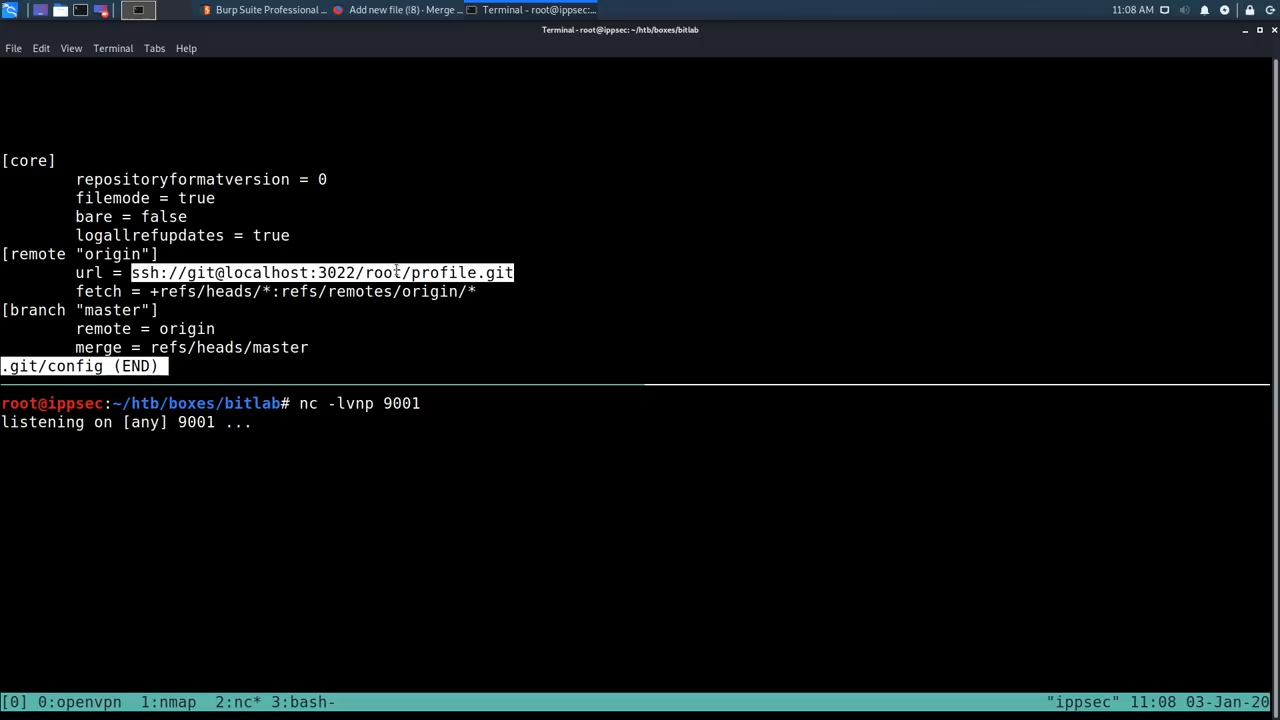 Burp Suite Professional ...
Add new file (!8) · Merge ...
Terminal - root@ippsec:...
11:08 AM
Terminal - root@ippsec: ~/htb/boxes/bitlab
File Edit View Terminal Tabs Help
[core]
repositoryformatversion = 0
filemode = true
bare = false
logallrefupdates = true
[remote "origin"]
url = ssh://git@localhost:3022/root/profile.git
fetch = +refs/heads/*:refs/remotes/origin/*
[branch "master"]
remote = origin
merge = refs/heads/master
.git/config (END)
root@ippsec:~/htb/boxes/bitlab# nc -lvnp 9001
listening on [any] 9001 ...
[0] 0:openvpn 1:nmap 2:nc* 3:bash- "ippsec" 11:08 03-Jan-20